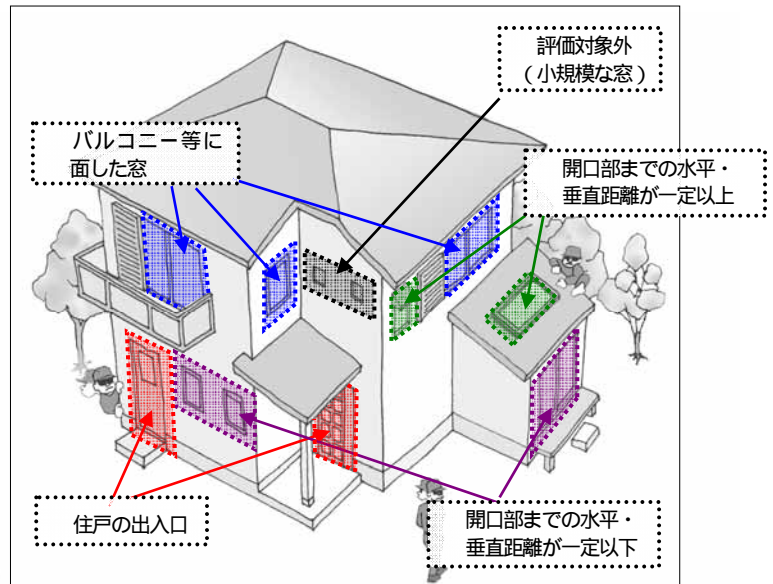 評価対象外
(小規模な窓)
バルコニー等に
面した窓
開口部までの水平・
垂直距離が一定以上
住戸の出入口
開口部までの水平・
垂直距離が一定以下